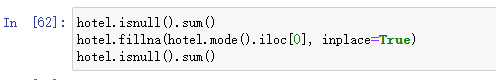 In [62]: hotel.isnull().sum()
hotel.fillna(hotel.mode().iloc[0], inplace=True)
hotel.isnull().sum()